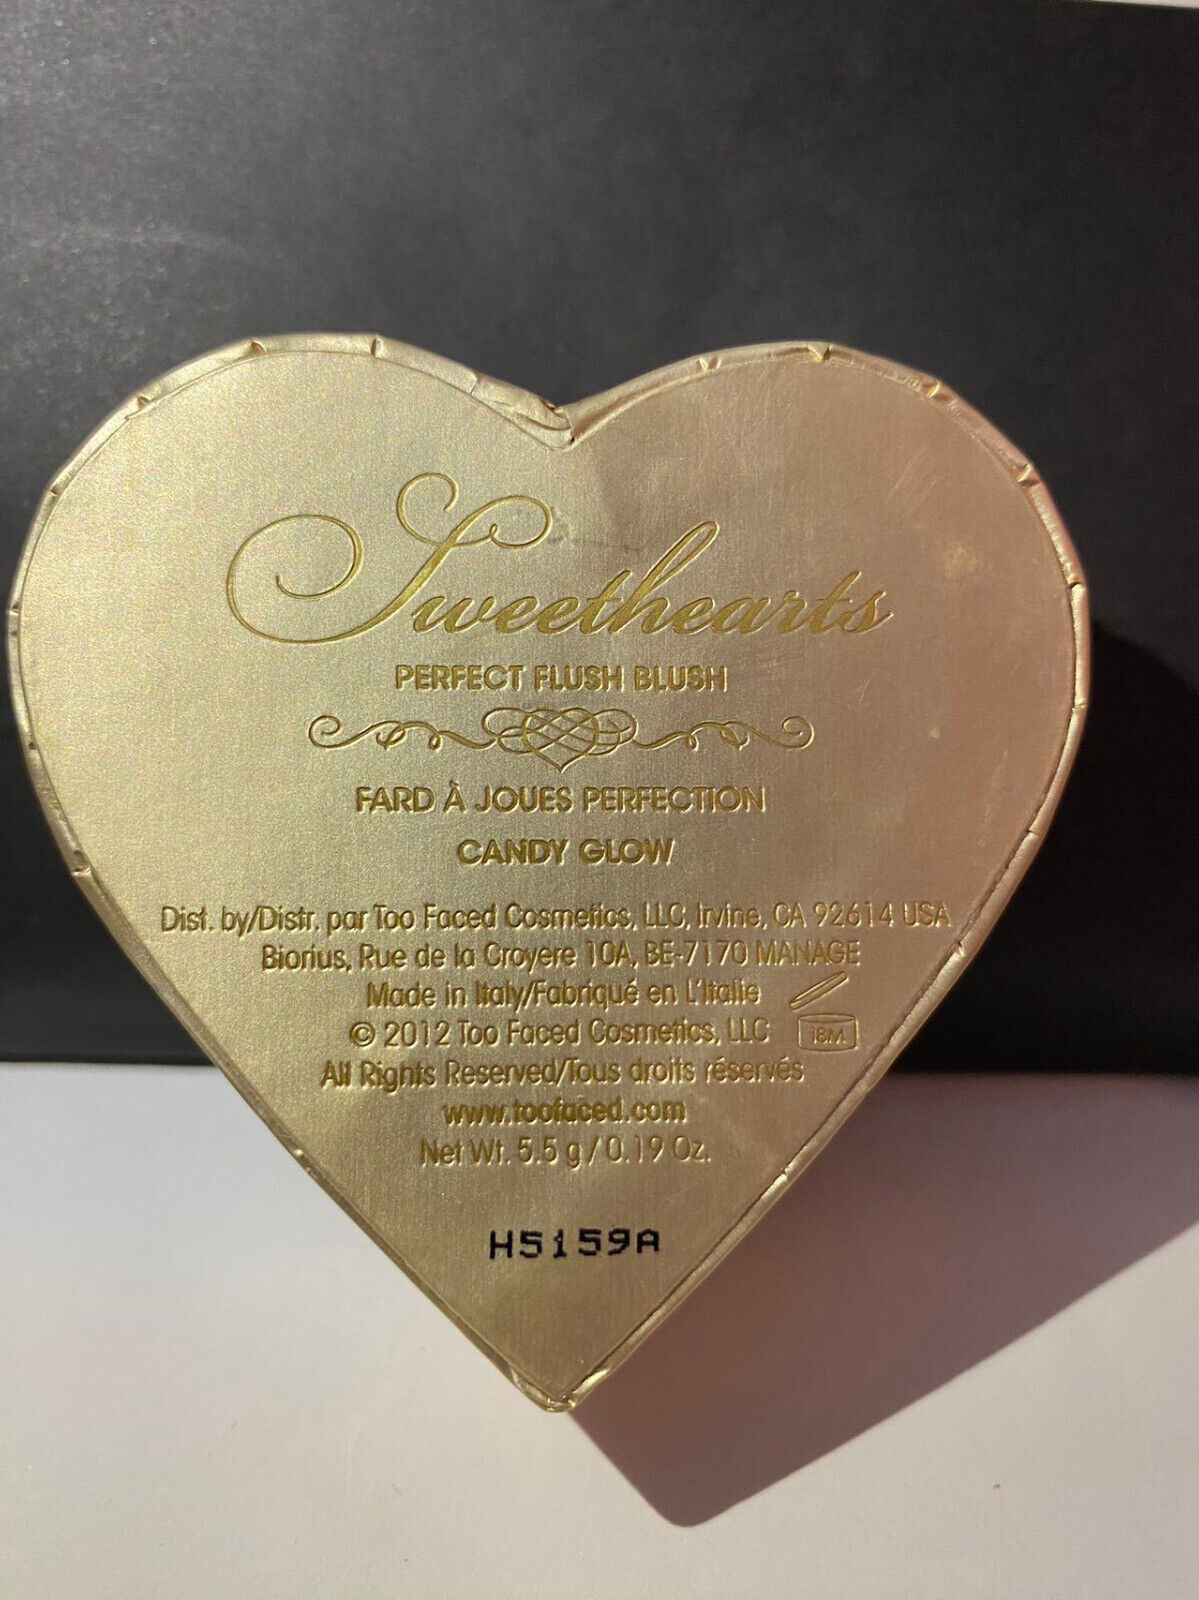 Sweethearts
PERFECT FLUSH BLUSH
FARD À JOUES PERFECTION
CANDY GLOW
Dist. by/Distr. par Too Faced Cosmetics, LLC, Irvine, CA 92614 USA
Biorius, Rue de la Croyere 10A, BE-7170 MANAGE
Made in Italy/Fabriqué en L'Italie
© 2012 Too Faced Cosmetics, LLC 18M
All Rights Reserved/Tous droits réservés
www.toofaced.com
Net Wt. 5.5 g/0.19 Oz.
H5159A